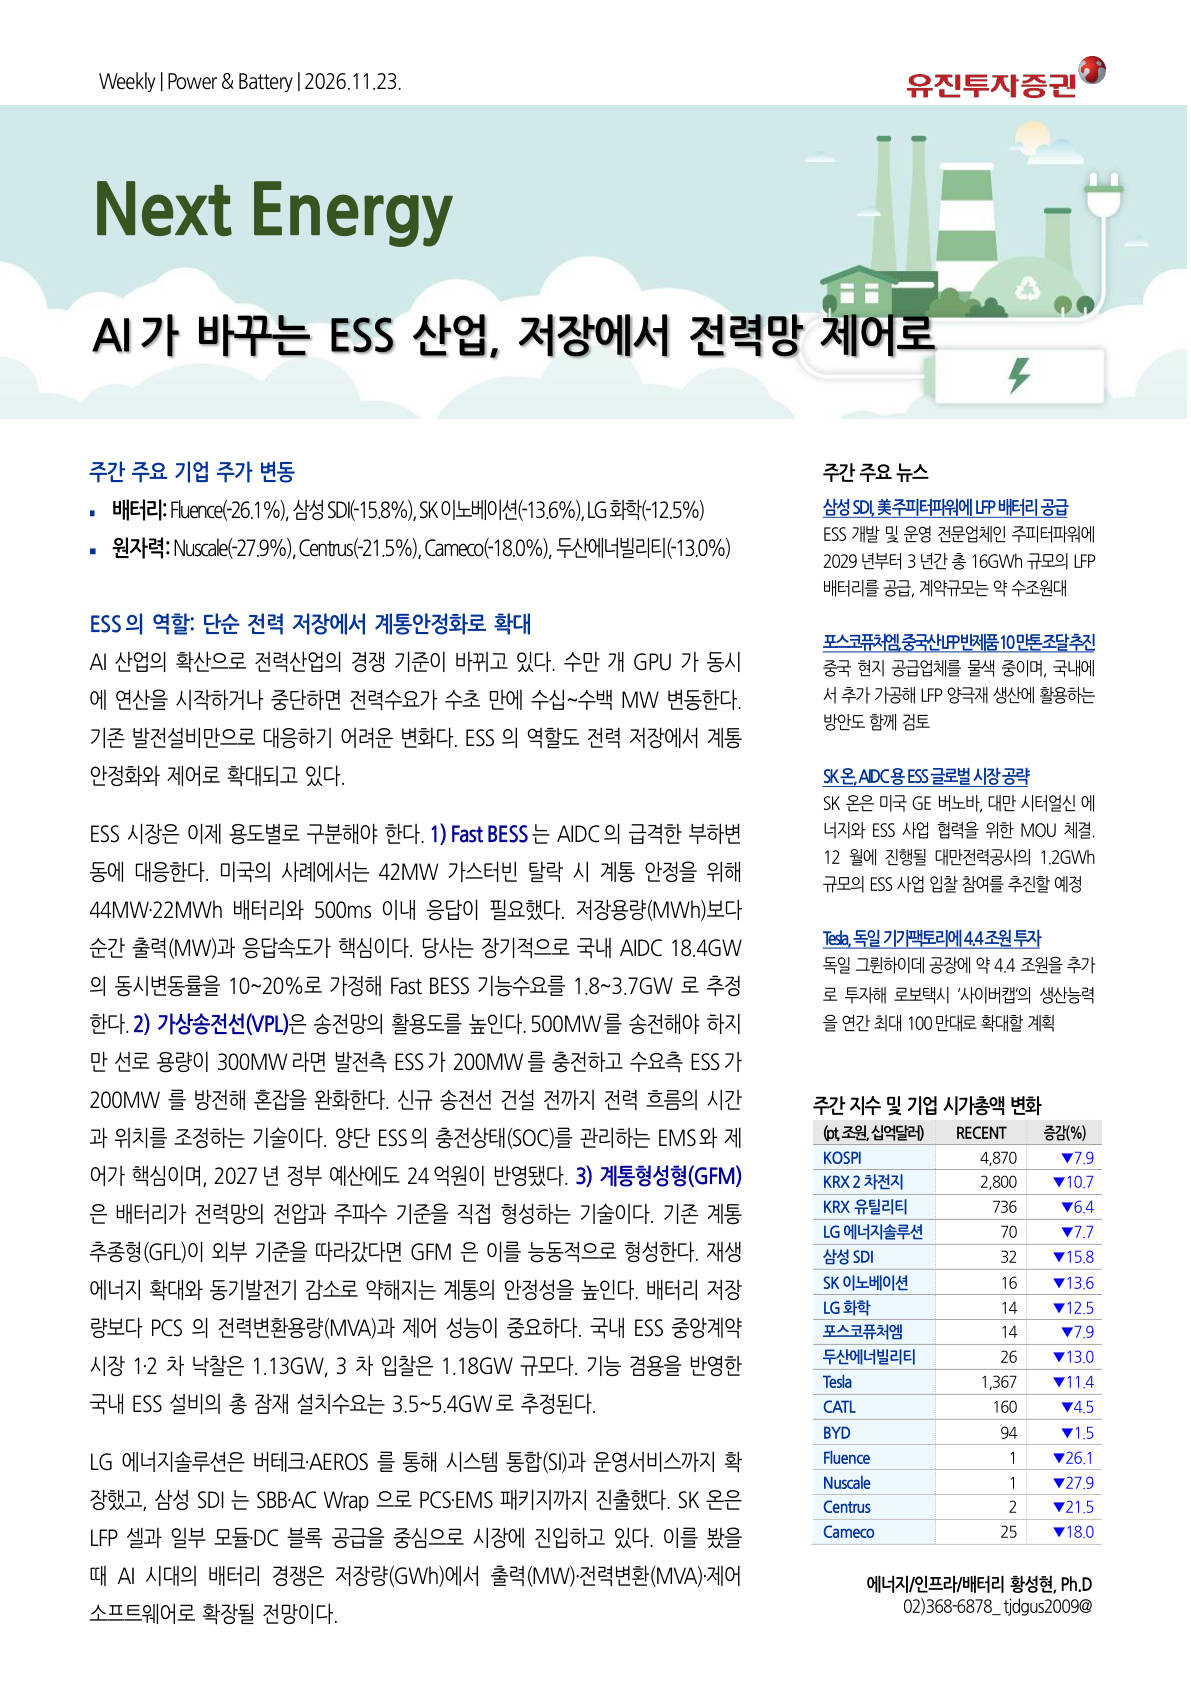 Weekly | Power & Battery | 2026.11.23.
유진투자증권
Next Energy
AI가 바꾸는 ESS 산업, 저장에서 전력망 제어로
주간 주요 기업 주가 변동
▪ 배터리: Fluence(-26.1%), 삼성SDI(-15.8%), SK이노베이션(-13.6%), LG화학(-12.5%)
▪ 원자력: Nuscale(-27.9%), Centrus(-21.5%), Cameco(-18.0%), 두산에너빌리티(-13.0%)
ESS의 역할: 단순 전력 저장에서 계통안정화로 확대
AI 산업의 확산으로 전력산업의 경쟁 기준이 바뀌고 있다. 수만 개 GPU 가 동시
에 연산을 시작하거나 중단하면 전력수요가 수초 만에 수십~수백 MW 변동한다.
기존 발전설비만으로 대응하기 어려운 변화다. ESS 의 역할도 전력 저장에서 계통
안정화와 제어로 확대되고 있다.
ESS 시장은 이제 용도별로 구분해야 한다. 1) Fast BESS는 AIDC의 급격한 부하변
동에 대응한다. 미국의 사례에서는 42MW 가스터빈 탈락 시 계통 안정을 위해
44MW·22MWh 배터리와 500ms 이내 응답이 필요했다. 저장용량(MWh)보다
순간 출력(MW)과 응답속도가 핵심이다. 당사는 장기적으로 국내 AIDC 18.4GW
의 동시변동률을 10~20%로 가정해 Fast BESS 기능수요를 1.8~3.7GW 로 추정
한다. 2) 가상송전선(VPL)은 송전망의 활용도를 높인다. 500MW를 송전해야 하지
만 선로 용량이 300MW라면 발전측 ESS가 200MW를 충전하고 수요측 ESS가
200MW 를 방전해 혼잡을 완화한다. 신규 송전선 건설 전까지 전력 흐름의 시간
과 위치를 조정하는 기술이다. 양단 ESS의 충전상태(SOC)를 관리하는 EMS와 제
어가 핵심이며, 2027년 정부 예산에도 24억원이 반영됐다. 3) 계통형성형(GFM)
은 배터리가 전력망의 전압과 주파수 기준을 직접 형성하는 기술이다. 기존 계통
추종형(GFL)이 외부 기준을 따라갔다면 GFM 은 이를 능동적으로 형성한다. 재생
에너지 확대와 동기발전기 감소로 약해지는 계통의 안정성을 높인다. 배터리 저장
량보다 PCS 의 전력변환용량(MVA)과 제어 성능이 중요하다. 국내 ESS 중앙계약
시장 1·2 차 낙찰은 1.13GW, 3 차 입찰은 1.18GW 규모다. 기능 겸용을 반영한
국내 ESS 설비의 총 잠재 설치수요는 3.5~5.4GW로 추정된다.
LG 에너지솔루션은 버테크·AEROS 를 통해 시스템 통합(SI)과 운영서비스까지 확
장했고, 삼성 SDI 는 SBB·AC Wrap 으로 PCS·EMS 패키지까지 진출했다. SK 온은
LFP 셀과 일부 모듈·DC 블록 공급을 중심으로 시장에 진입하고 있다. 이를 봤을
때 AI 시대의 배터리 경쟁은 저장량(GWh)에서 출력(MW)·전력변환(MVA)·제어
소프트웨어로 확장될 전망이다.
주간 주요 뉴스
삼성SDI, 美 주피터파워에 LFP 배터리 공급
ESS 개발 및 운영 전문업체인 주피터파워에
2029년부터 3년간 총 16GWh 규모의 LFP
배터리를 공급, 계약규모는 약 수조원대
포스코퓨처엠, 중국산 LFP 반제품 10만톤 조달 추진
중국 현지 공급업체를 물색 중이며, 국내에
서 추가 가공해 LFP 양극재 생산에 활용하는
방안도 함께 검토
SK온, AIDC용 ESS 글로벌 시장 공략
SK 온은 미국 GE 버노바, 대만 시터얼신 에
너지와 ESS 사업 협력을 위한 MOU 체결.
12 월에 진행될 대만전력공사의 1.2GWh
규모의 ESS 사업 입찰 참여를 추진할 예정
Tesla, 독일 기가팩토리에 4.4조원 투자
독일 그륀하이데 공장에 약 4.4 조원을 추가
로 투자해 로보택시 ‘사이버캡’의 생산능력
을 연간 최대 100만대로 확대할 계획
주간 지수 및 기업 시가총액 변화
(pt, 조원, 십억달러) RECENT 증감(%)
KOSPI 4,870 ▼7.9
KRX 2차전지 2,800 ▼10.7
KRX 유틸리티 736 ▼6.4
LG에너지솔루션 70 ▼7.7
삼성SDI 32 ▼15.8
SK이노베이션 16 ▼13.6
LG화학 14 ▼12.5
포스코퓨처엠 14 ▼7.9
두산에너빌리티 26 ▼13.0
Tesla 1,367 ▼11.4
CATL 160 ▼4.5
BYD 94 ▼1.5
Fluence 1 ▼26.1
Nuscale 1 ▼27.9
Centrus 2 ▼21.5
Cameco 25 ▼18.0
에너지/인프라/배터리 황성현, Ph.D
02)368-6878_ tjdgus2009@